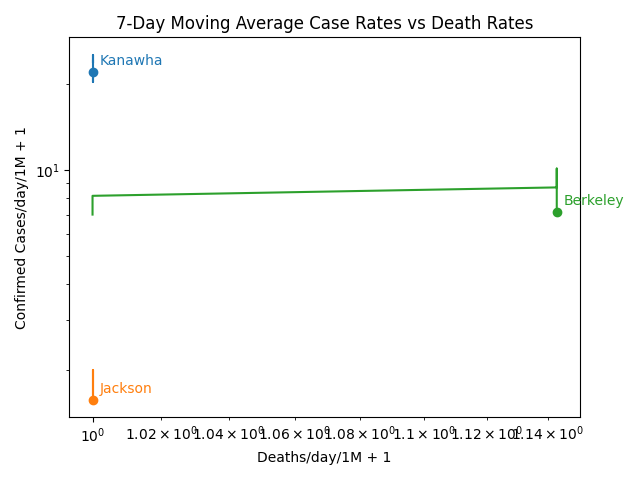 7-Day Moving Average Case Rates vs Death Rates
Kanawha
Berkeley
Jackson
Confirmed Cases/day/1M + 1
10¹
10⁰ 1.02 × 10⁰ 1.04 × 10⁰ 1.06 × 10⁰ 1.08 × 10⁰ 1.1 × 10⁰ 1.12 × 10⁰ 1.14 × 10⁰
Deaths/day/1M + 1